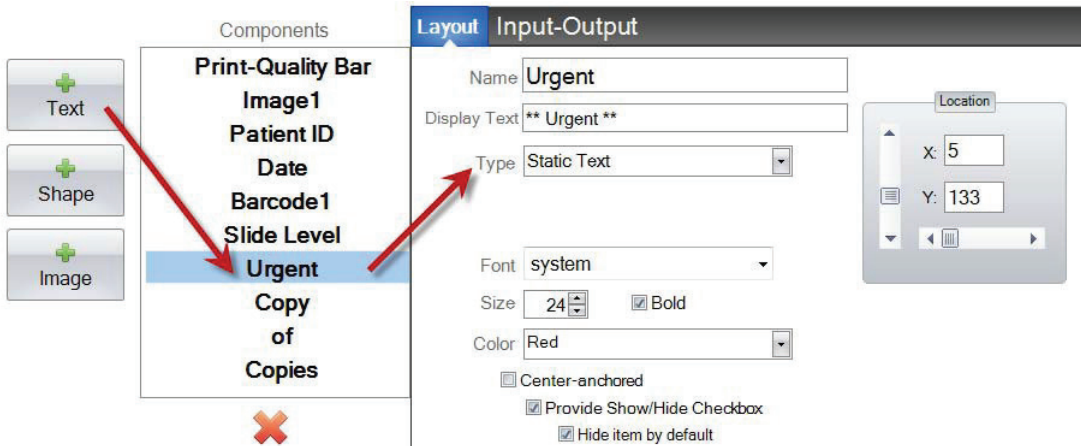 Components
Text
Shape
Image
Print-Quality Bar
Image1
Patient ID
Date
Barcode1
Slide Level
Urgent
Copy
of
Copies
Layout Input-Output
Name Urgent
Display Text ** Urgent **
Type Static Text
Font system
Size 24 Bold
Color Red
Center-anchored
Provide Show/Hide Checkbox
Hide item by default
Location
X: 5
Y: 133